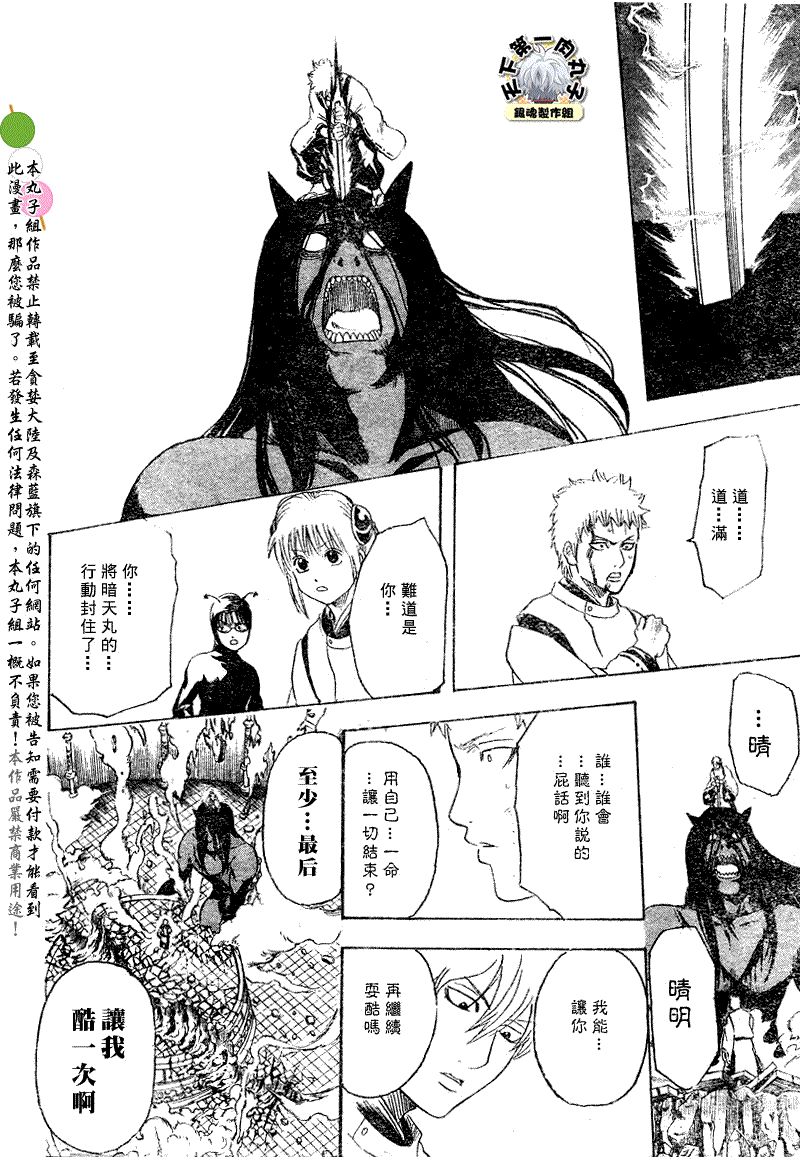 天下第一肉丸子
銀魂製作組
道……
道…滿
難道是
你…
你……
將暗天丸的…
行動封住了…
…晴
晴明
誰…誰會
…聽到你說的
…屁話啊
用自己…一命
…讓一切結束？
我能…
讓你
再繼續
耍酷嗎
至少…最后
讓我
酷一次啊
本丸子組作品禁止轉載至貪婪大陸及森藍旗下的任何網站。如果您被告知需要付款才能看到
此漫畫，那麼您被騙了。若發生任何法律問題，本丸子組一概不負責！本作品嚴禁商業用途！